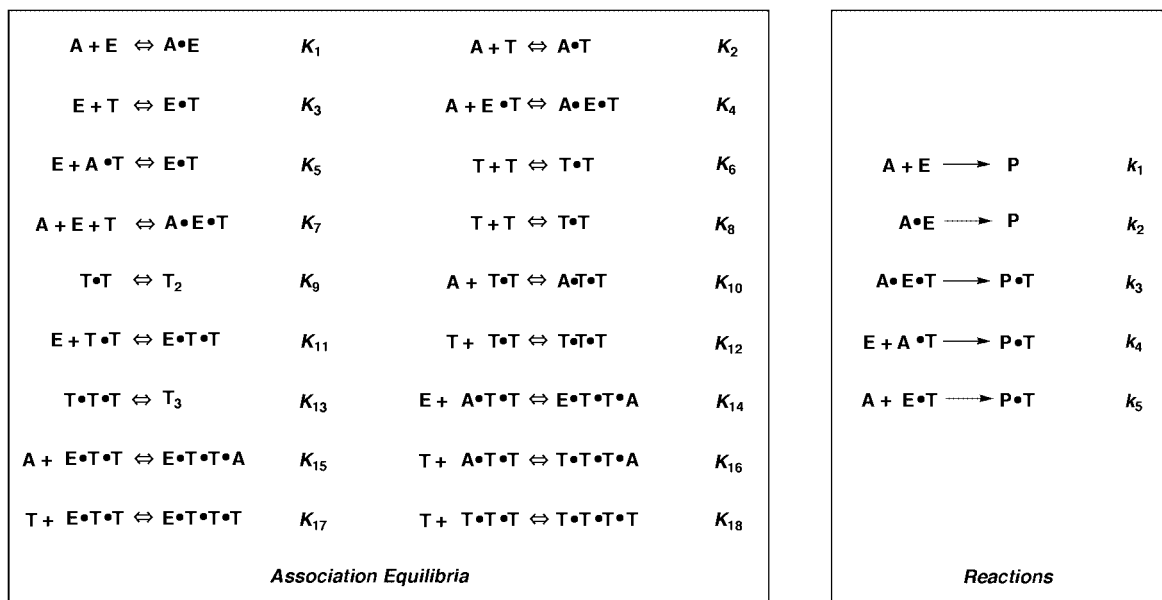 A + E ⇔ A•E K1 A + T ⇔ A•T K2
E + T ⇔ E•T K3 A + E •T ⇔ A•E•T K4
E + A •T ⇔ E•T K5 T + T ⇔ T•T K6
A + E + T ⇔ A•E•T K7 T + T ⇔ T•T K8
T•T ⇔ T2 K9 A + T•T ⇔ A•T•T K10
E + T•T ⇔ E•T•T K11 T + T•T ⇔ T•T•T K12
T•T•T ⇔ T3 K13 E + A•T•T ⇔ E•T•T•A K14
A + E•T•T ⇔ E•T•T•A K15 T + A•T•T ⇔ T•T•T•A K16
T + E•T•T ⇔ E•T•T•T K17 T + T•T•T ⇔ T•T•T•T K18
Association Equilibria
A + E ⟶ P k1
A•E ⟶ P k2
A•E•T ⟶ P•T k3
E + A •T ⟶ P•T k4
A + E•T ⟶ P•T k5
Reactions